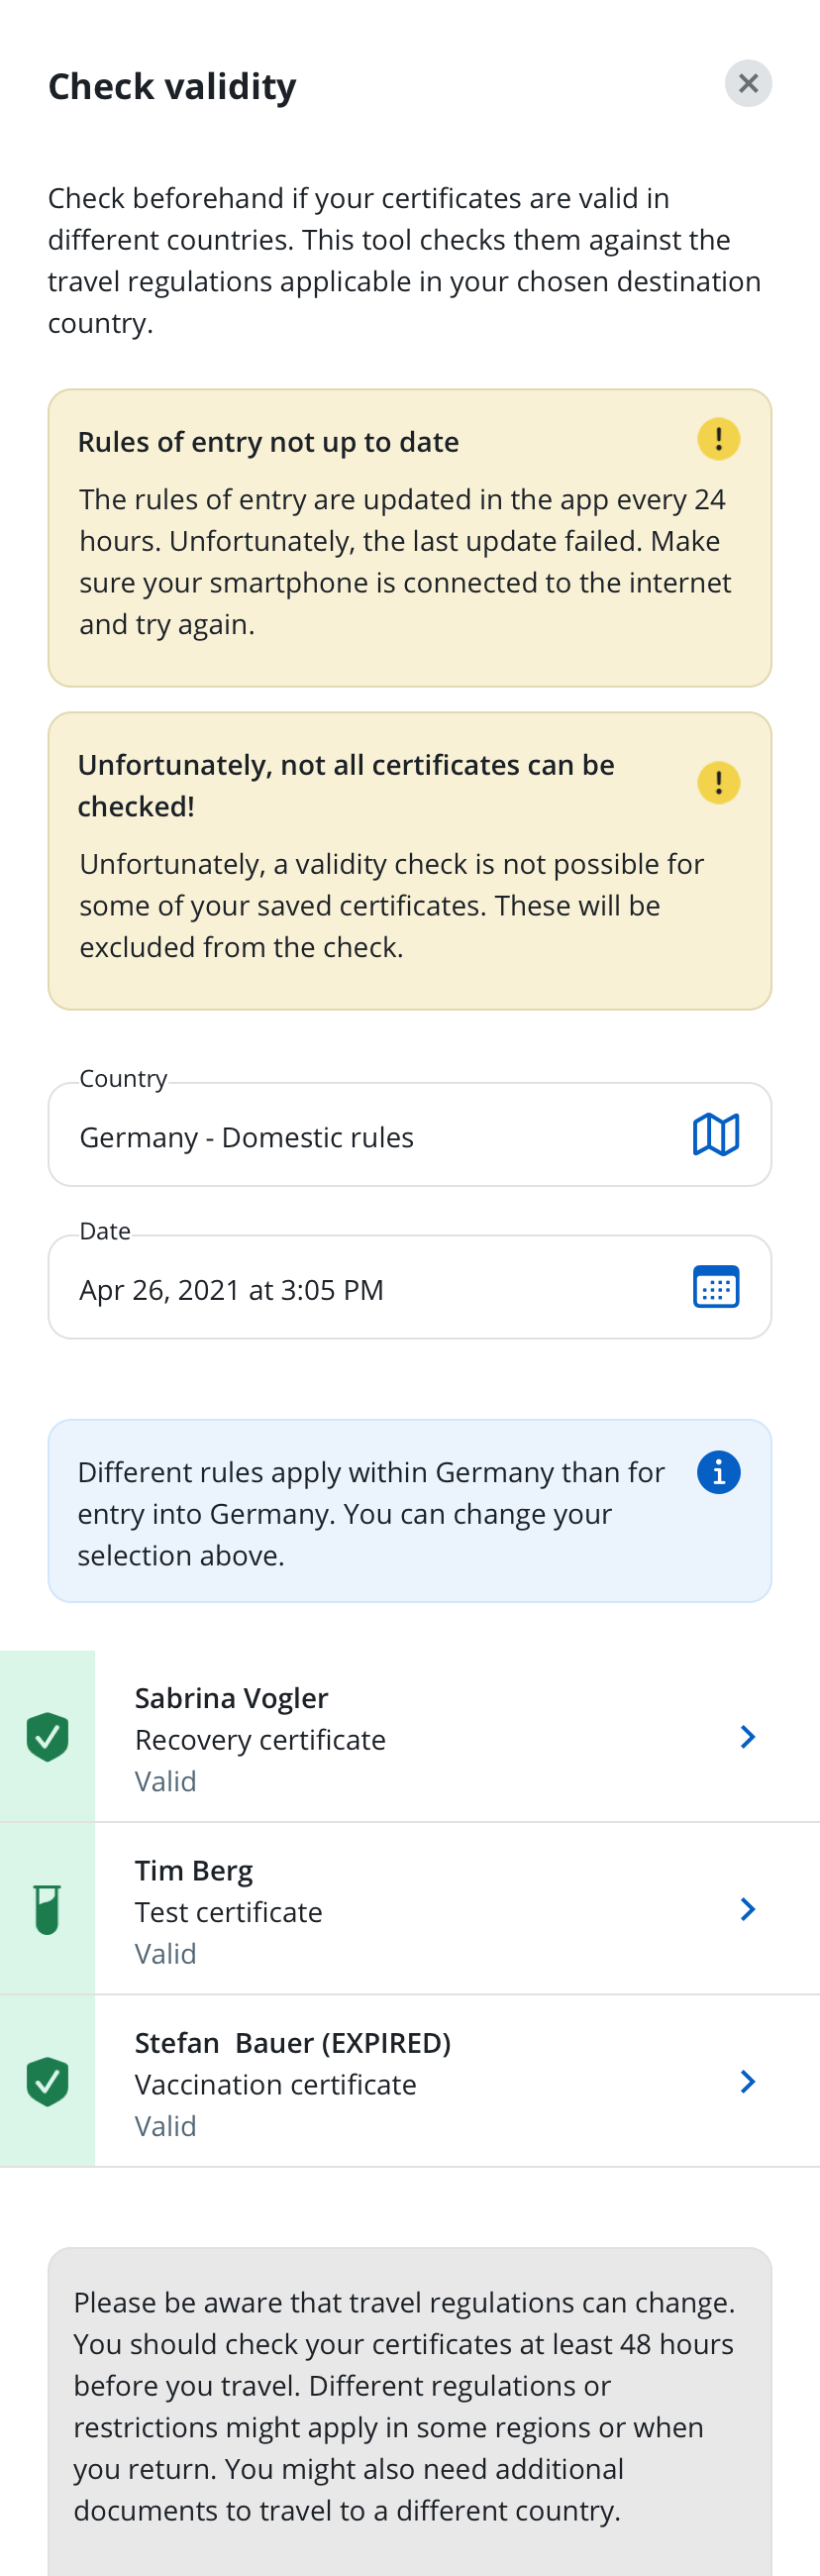 Check validity
Check beforehand if your certificates are valid in
different countries. This tool checks them against the
travel regulations applicable in your chosen destination
country.
Rules of entry not up to date
The rules of entry are updated in the app every 24
hours. Unfortunately, the last update failed. Make
sure your smartphone is connected to the internet
and try again.
Unfortunately, not all certificates can be
checked!
Unfortunately, a validity check is not possible for
some of your saved certificates. These will be
excluded from the check.
Country
Germany - Domestic rules
Date
Apr 26, 2021 at 3:05 PM
Different rules apply within Germany than for
entry into Germany. You can change your
selection above.
Sabrina Vogler
Recovery certificate
Valid
Tim Berg
Test certificate
Valid
Stefan  Bauer (EXPIRED)
Vaccination certificate
Valid
Please be aware that travel regulations can change.
You should check your certificates at least 48 hours
before you travel. Different regulations or
restrictions might apply in some regions or when
you return. You might also need additional
documents to travel to a different country.